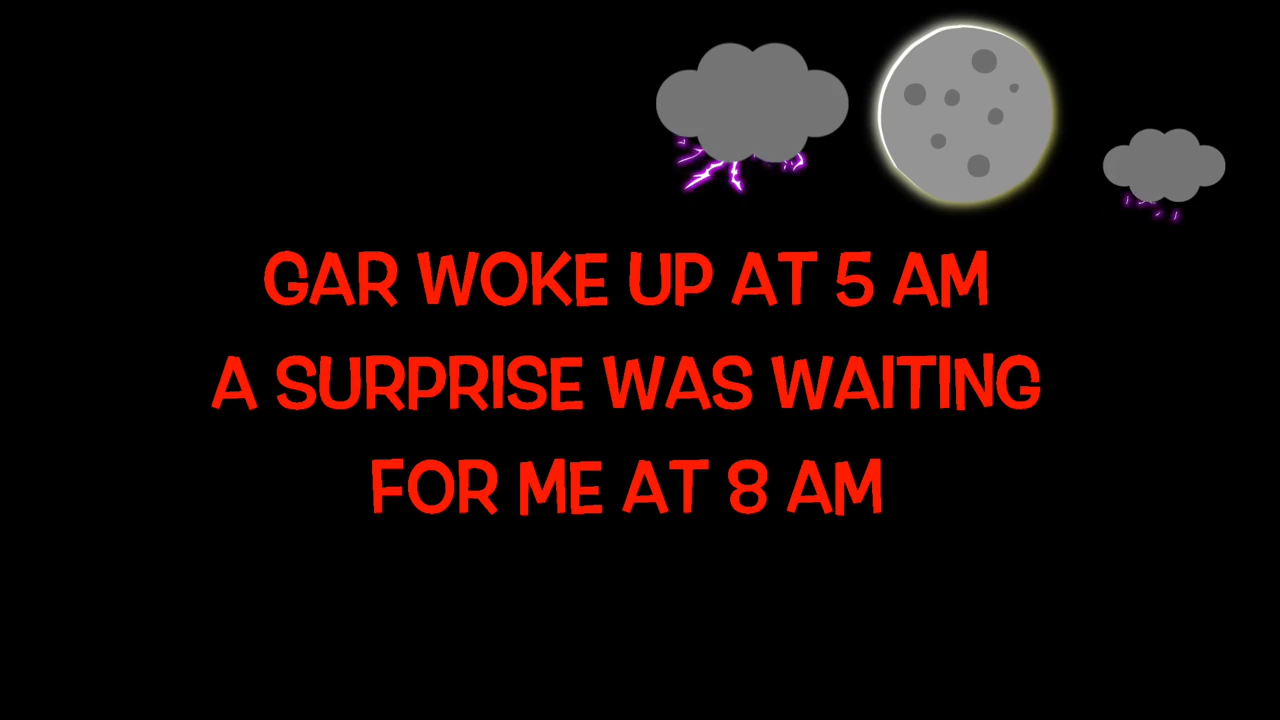 GAR WOKE UP AT 5 AM
A SURPRISE WAS WAITING
FOR ME AT 8 AM